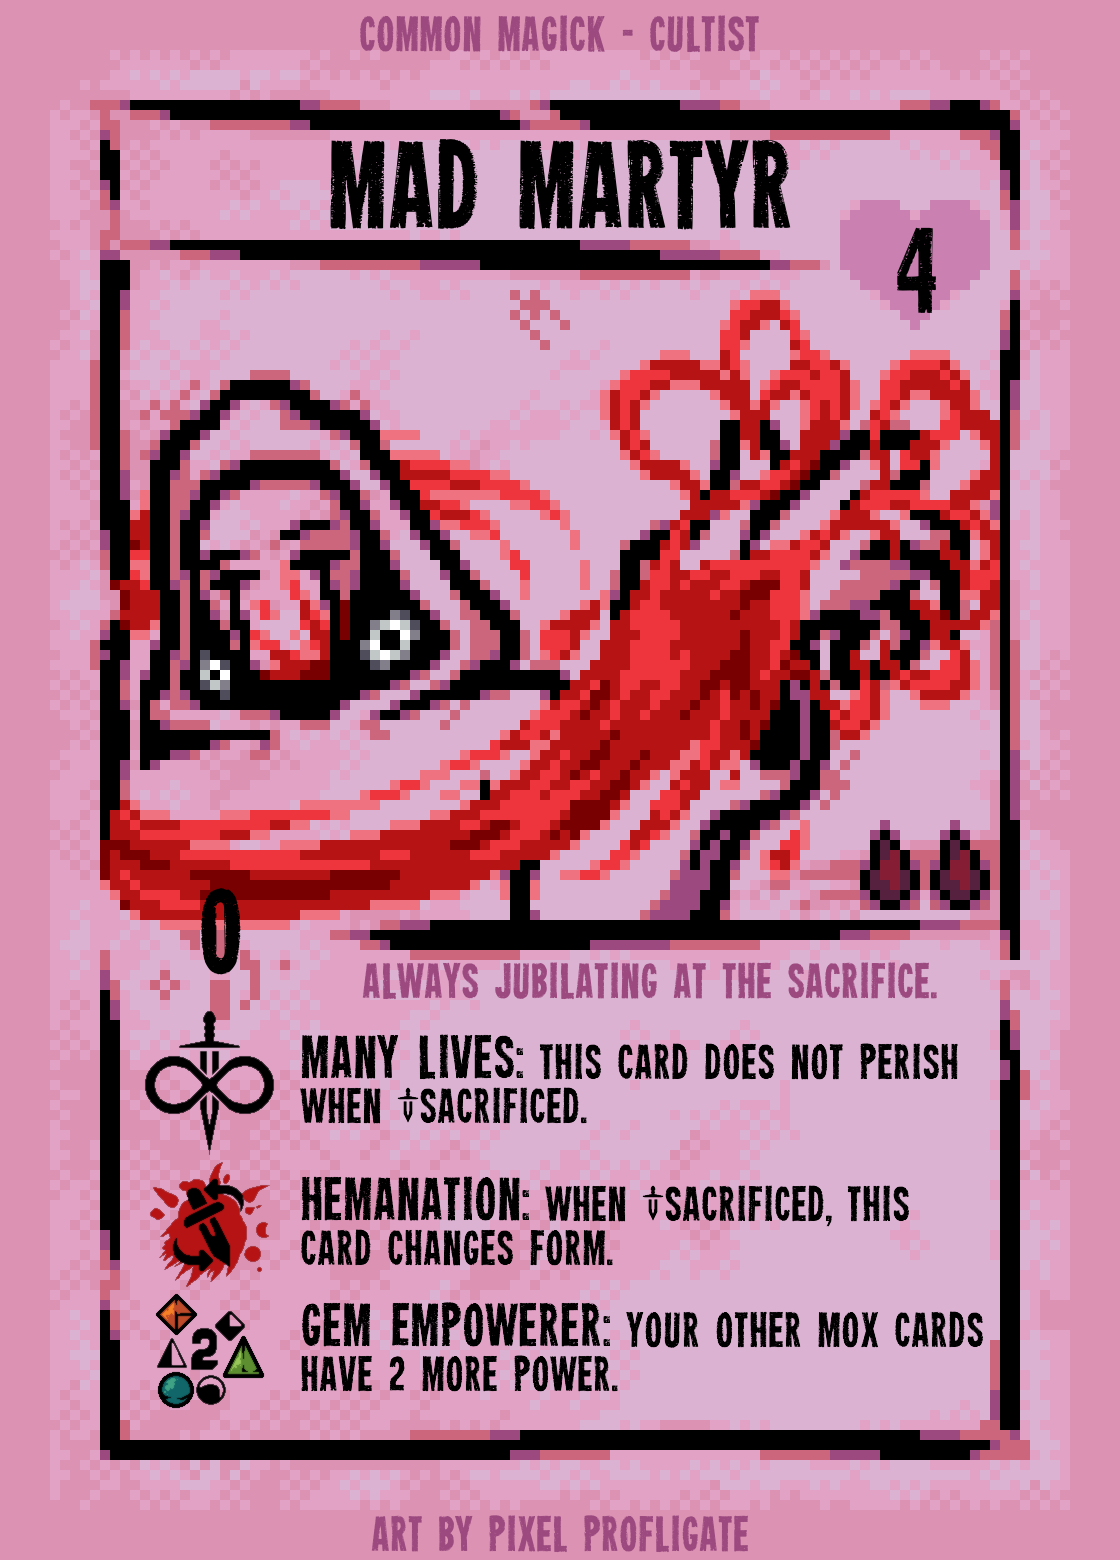 COMMON MAGICK - CULTIST
MAD MARTYR
4
0
ALWAYS JUBILATING AT THE SACRIFICE.
MANY LIVES: THIS CARD DOES NOT PERISH
WHEN SACRIFICED.
HEMANATION: WHEN SACRIFICED, THIS
CARD CHANGES FORM.
2
GEM EMPOWERER: YOUR OTHER MOX CARDS
HAVE 2 MORE POWER.
ART BY PIXEL PROFLIGATE